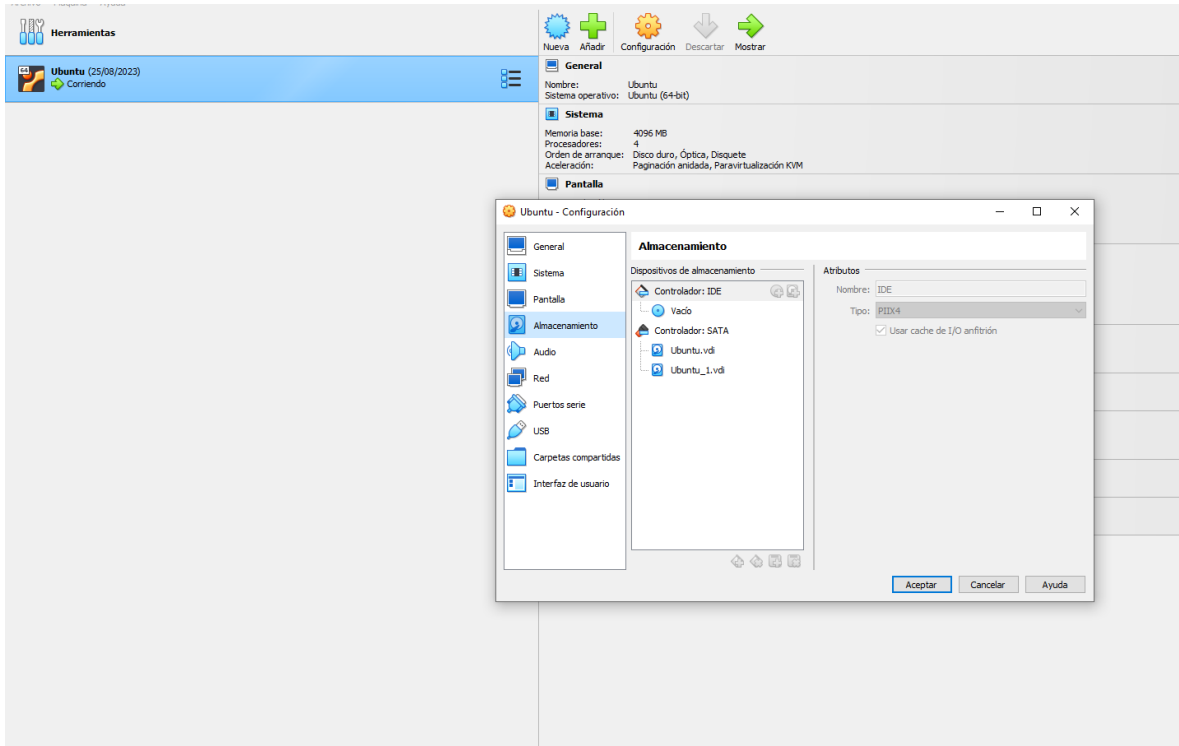 Herramientas
Nueva Añadir Configuración Descartar Mostrar
64
Ubuntu (25/08/2023)
Corriendo
General
Nombre: Ubuntu
Sistema operativo: Ubuntu (64-bit)
Sistema
Memoria base: 4096 MB
Procesadores: 4
Orden de arranque: Disco duro, Óptica, Disquete
Aceleración: Paginación anidada, Paravirtualización KVM
Pantalla
Ubuntu - Configuración
General
Sistema
Pantalla
Almacenamiento
Audio
Red
Puertos serie
USB
Carpetas compartidas
Interfaz de usuario
Almacenamiento
Dispositivos de almacenamiento
Controlador: IDE
Vacío
Controlador: SATA
Ubuntu.vdi
Ubuntu_1.vdi
Atributos
Nombre: IDE
Tipo: PIIX4
Usar cache de I/O anfitrión
Aceptar Cancelar Ayuda